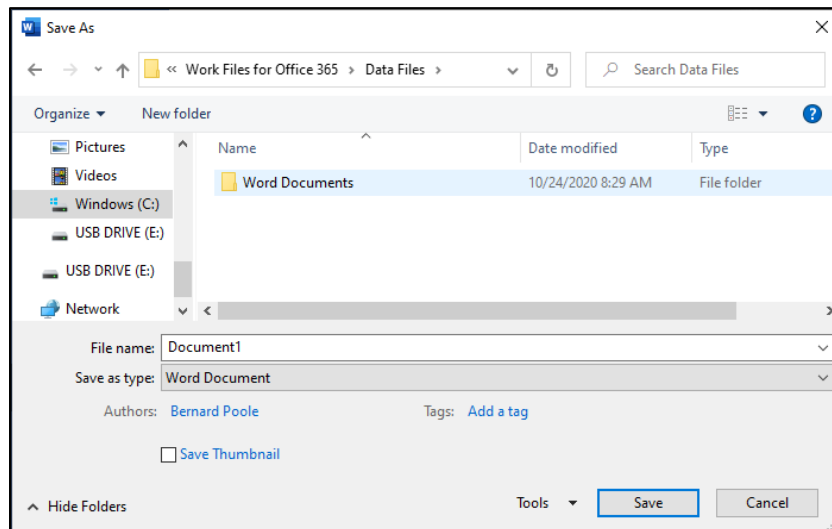 W Save As
« Work Files for Office 365 › Data Files › Search Data Files
Organize New folder ?
Name Date modified Type
Pictures
Videos
Word Documents 10/24/2020 8:29 AM File folder
Windows (C:)
USB DRIVE (E:)
USB DRIVE (E:)
Network
File name: Document1
Save as type: Word Document
Authors: Bernard Poole Tags: Add a tag
Save Thumbnail
Hide Folders Tools Save Cancel